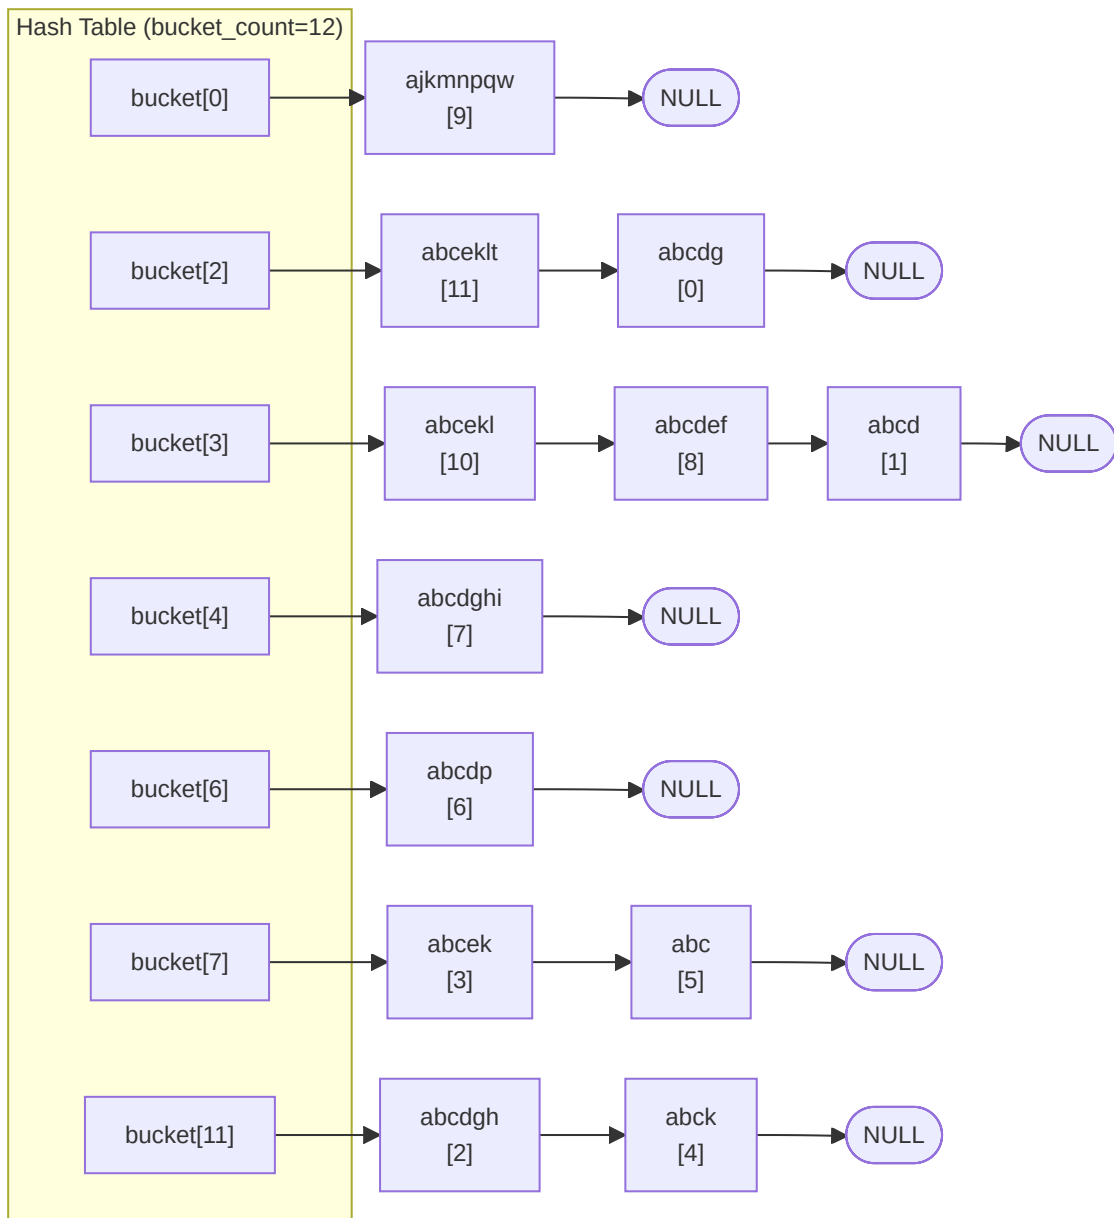 Hash Table (bucket_count=12)
bucket[0]
ajkmnpqw
[9]
NULL
bucket[2]
abceklt
[11]
abcdg
[0]
NULL
bucket[3]
abcekl
[10]
abcdef
[8]
abcd
[1]
NULL
bucket[4]
abcdghi
[7]
NULL
bucket[6]
abcdp
[6]
NULL
bucket[7]
abcek
[3]
abc
[5]
NULL
bucket[11]
abcdgh
[2]
abck
[4]
NULL